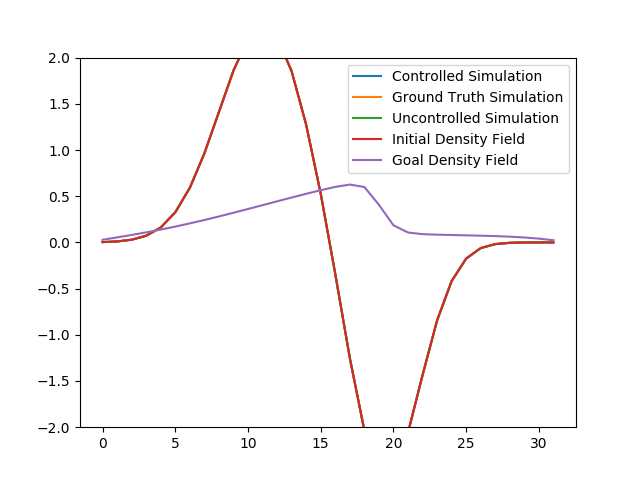 2.0
1.5
1.0
0.5
0.0
−0.5
−1.0
−1.5
−2.0
0 5 10 15 20 25 30
Controlled Simulation
Ground Truth Simulation
Uncontrolled Simulation
Initial Density Field
Goal Density Field